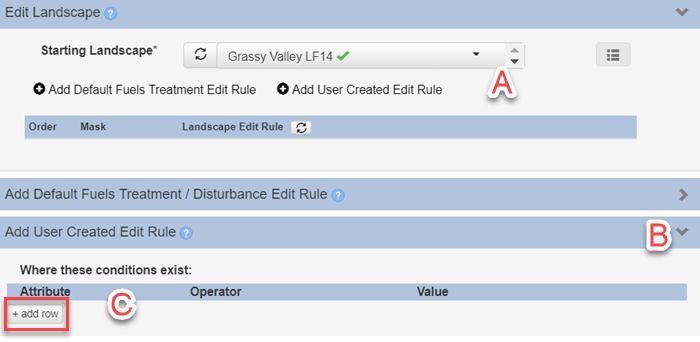 Edit Landscape ?
Starting Landscape* Grassy Valley LF14
A
Add Default Fuels Treatment Edit Rule Add User Created Edit Rule
Order Mask Landscape Edit Rule
Add Default Fuels Treatment / Disturbance Edit Rule ?
Add User Created Edit Rule ?
B
Where these conditions exist:
Attribute Operator Value
C
+ add row